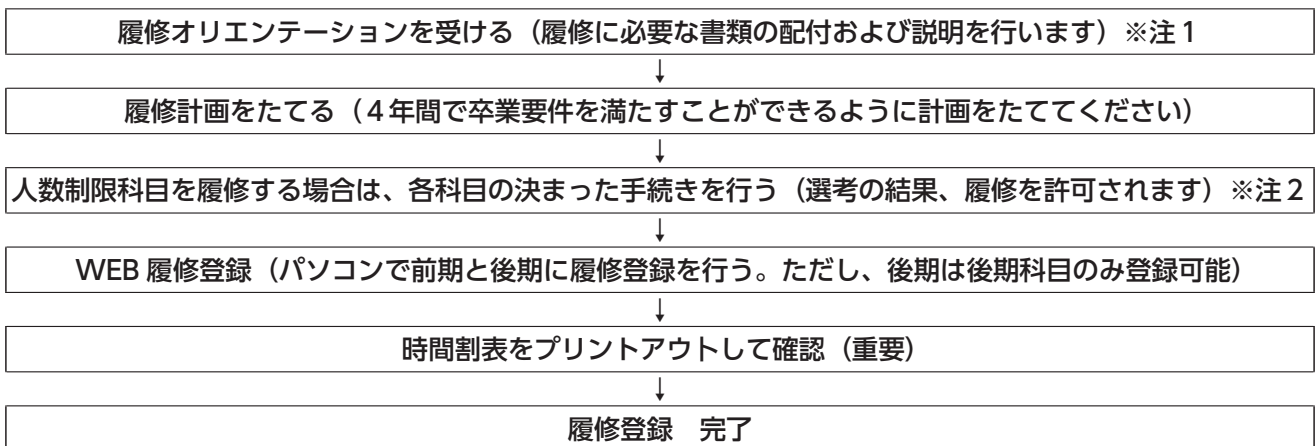 履修オリエンテーションを受ける（履修に必要な書類の配付および説明を行います）※注１
↓
履修計画をたてる（４年間で卒業要件を満たすことができるように計画をたててください）
↓
人数制限科目を履修する場合は、各科目の決まった手続きを行う（選考の結果、履修を許可されます）※注２
↓
WEB 履修登録（パソコンで前期と後期に履修登録を行う。ただし、後期は後期科目のみ登録可能）
↓
時間割表をプリントアウトして確認（重要）
↓
履修登録　完了